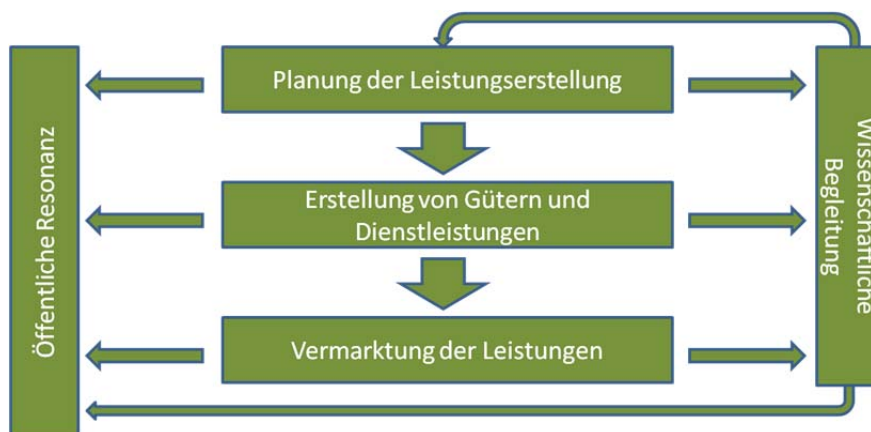 Öffentliche Resonanz
Planung der Leistungserstellung
Erstellung von Gütern und
Dienstleistungen
Vermarktung der Leistungen
Wissenschaftliche
Begleitung